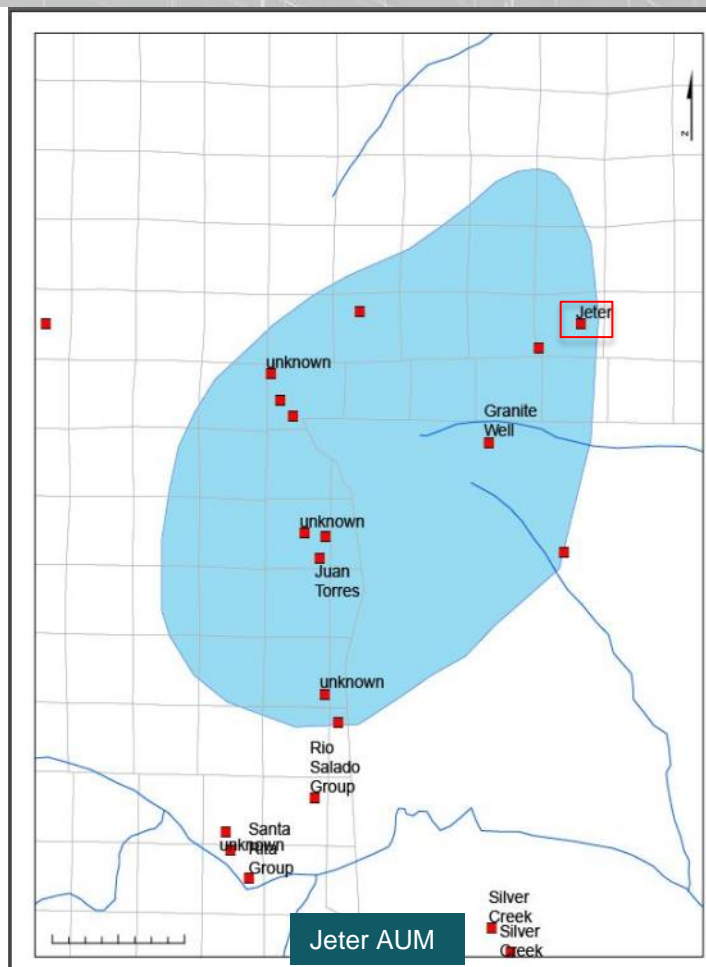 z
Jeter
unknown
Granite
Well
unknown
Juan
Torres
unknown
Rio
Salado
Group
Santa
unknown
Rita
Group
Silver
Creek
Silver
Creek
Jeter AUM